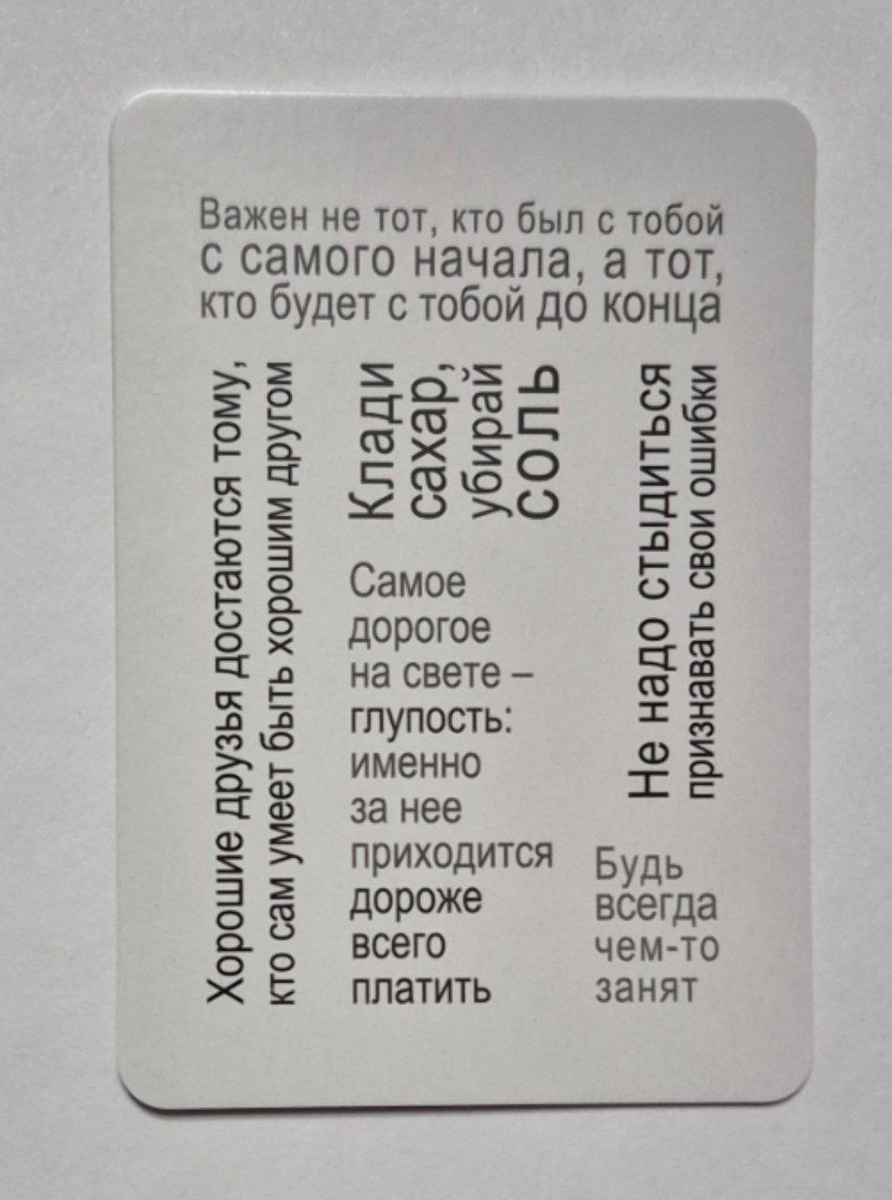 Важен не тот, кто был с тобой
с самого начала, а тот,
кто будет с тобой до конца
Хорошие друзья достаются тому,
кто сам умеет быть хорошим другом
Клади
сахар,
убирай
соль
Не надо стыдиться
признавать свои ошибки
Самое
дорогое
на свете –
глупость:
именно
за нее
приходится
дороже
всего
платить
Будь
всегда
чем-то
занят